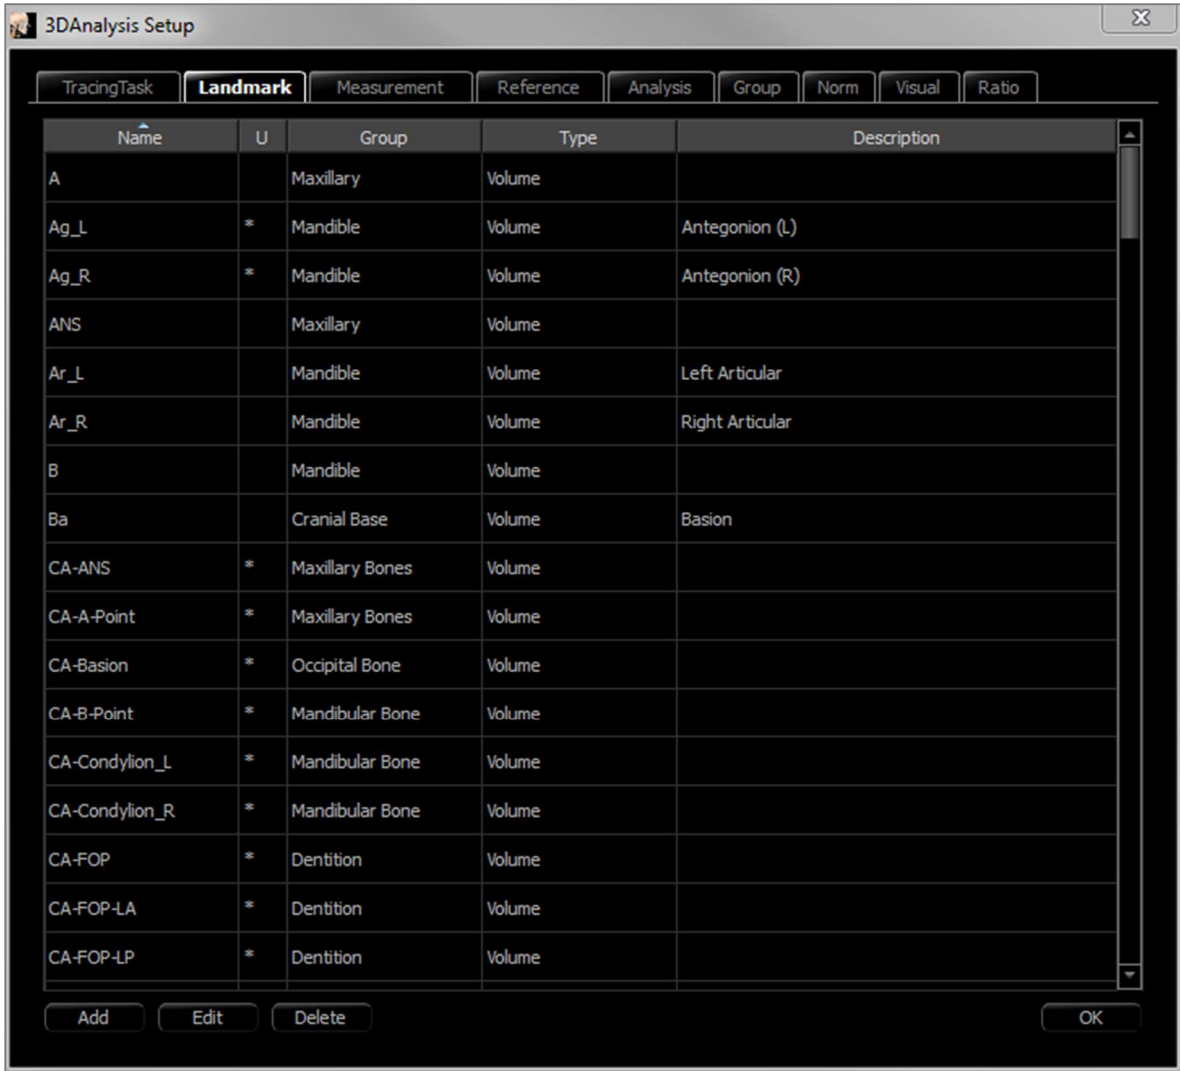 3DAnalysis Setup
TracingTask Landmark Measurement Reference Analysis Group Norm Visual Ratio
Name U Group Type Description
A Maxillary Volume
Ag_L * Mandible Volume Antegonion (L)
Ag_R * Mandible Volume Antegonion (R)
ANS Maxillary Volume
Ar_L Mandible Volume Left Articular
Ar_R Mandible Volume Right Articular
B Mandible Volume
Ba Cranial Base Volume Basion
CA-ANS * Maxillary Bones Volume
CA-A-Point * Maxillary Bones Volume
CA-Basion * Occipital Bone Volume
CA-B-Point * Mandibular Bone Volume
CA-Condylion_L * Mandibular Bone Volume
CA-Condylion_R * Mandibular Bone Volume
CA-FOP * Dentition Volume
CA-FOP-LA * Dentition Volume
CA-FOP-LP * Dentition Volume
Add Edit Delete OK